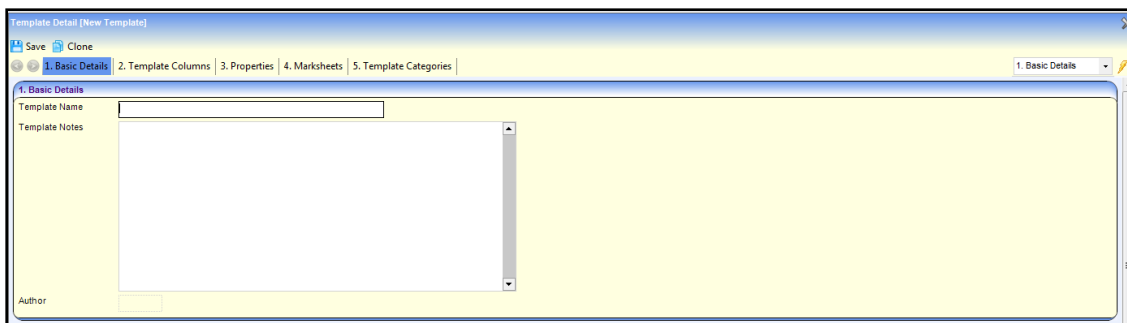 Template Detail [New Template]
Save Clone
1. Basic Details 2. Template Columns 3. Properties 4. Marksheets 5. Template Categories 1. Basic Details
1. Basic Details
Template Name
Template Notes
Author